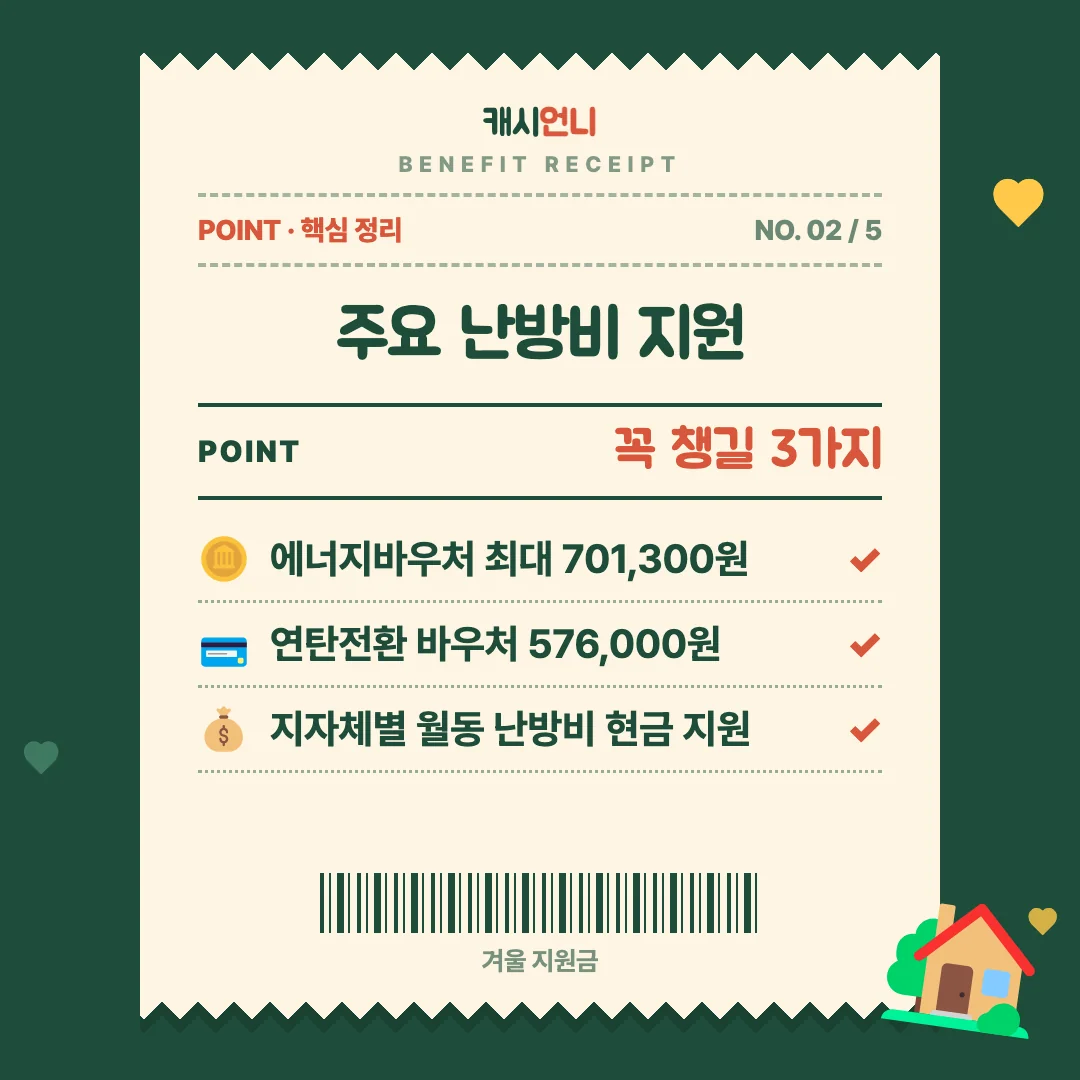 캐시언니
BENEFIT RECEIPT
POINT · 핵심 정리 NO. 02 / 5
주요 난방비 지원
POINT 꼭 챙길 3가지
에너지바우처 최대 701,300원
연탄전환 바우처 576,000원
$ 지자체별 월동 난방비 현금 지원
겨울 지원금